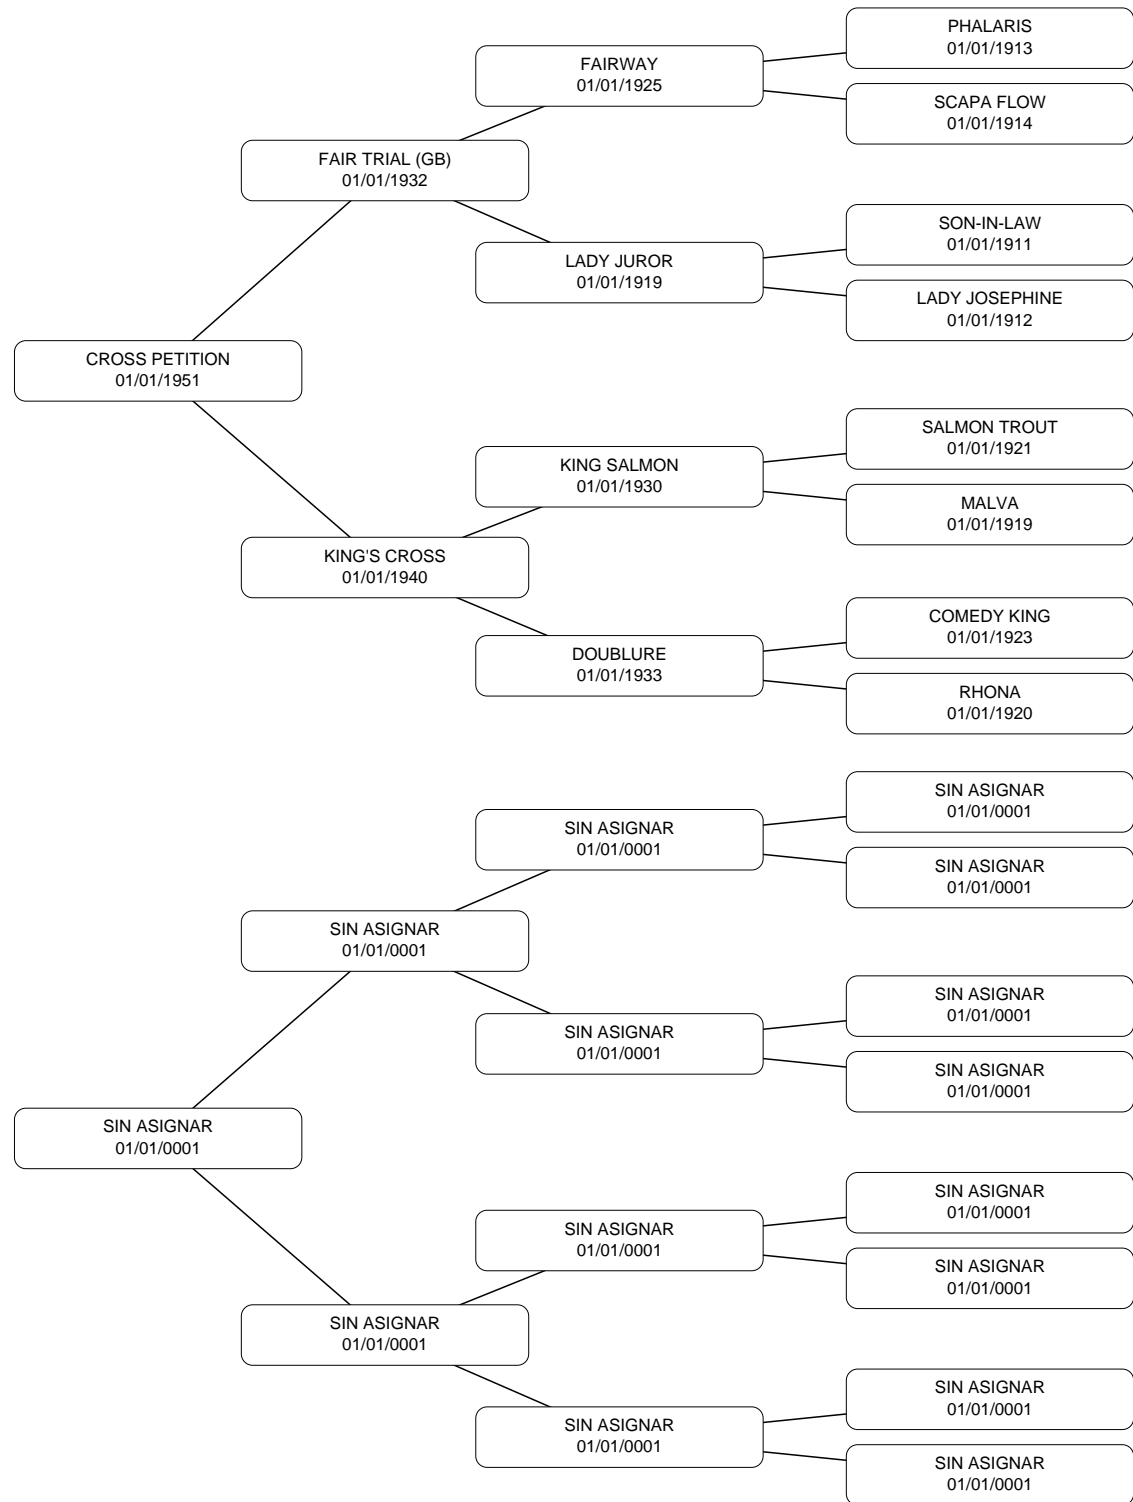 PHALARIS
01/01/1913
FAIRWAY
01/01/1925
SCAPA FLOW
01/01/1914
FAIR TRIAL (GB)
01/01/1932
SON-IN-LAW
01/01/1911
LADY JUROR
01/01/1919
LADY JOSEPHINE
01/01/1912
CROSS PETITION
01/01/1951
SALMON TROUT
01/01/1921
KING SALMON
01/01/1930
MALVA
01/01/1919
KING'S CROSS
01/01/1940
COMEDY KING
01/01/1923
DOUBLURE
01/01/1933
RHONA
01/01/1920
SIN ASIGNAR
01/01/0001
SIN ASIGNAR
01/01/0001
SIN ASIGNAR
01/01/0001
SIN ASIGNAR
01/01/0001
SIN ASIGNAR
01/01/0001
SIN ASIGNAR
01/01/0001
SIN ASIGNAR
01/01/0001
SIN ASIGNAR
01/01/0001
SIN ASIGNAR
01/01/0001
SIN ASIGNAR
01/01/0001
SIN ASIGNAR
01/01/0001
SIN ASIGNAR
01/01/0001
SIN ASIGNAR
01/01/0001
SIN ASIGNAR
01/01/0001
SIN ASIGNAR
01/01/0001